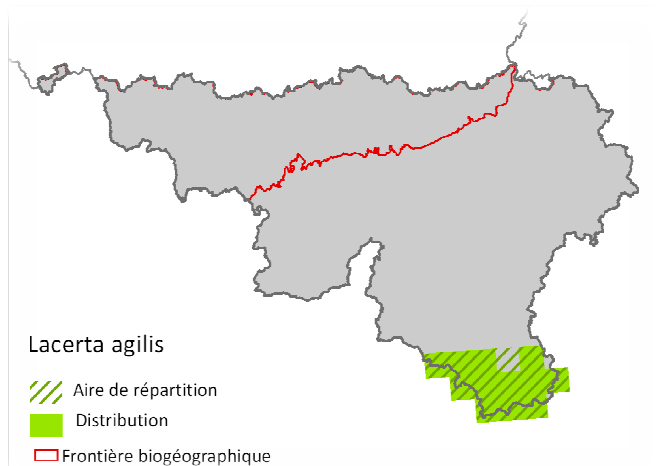 Lacerta agilis
Aire de répartition
Distribution
Frontière biogéographique